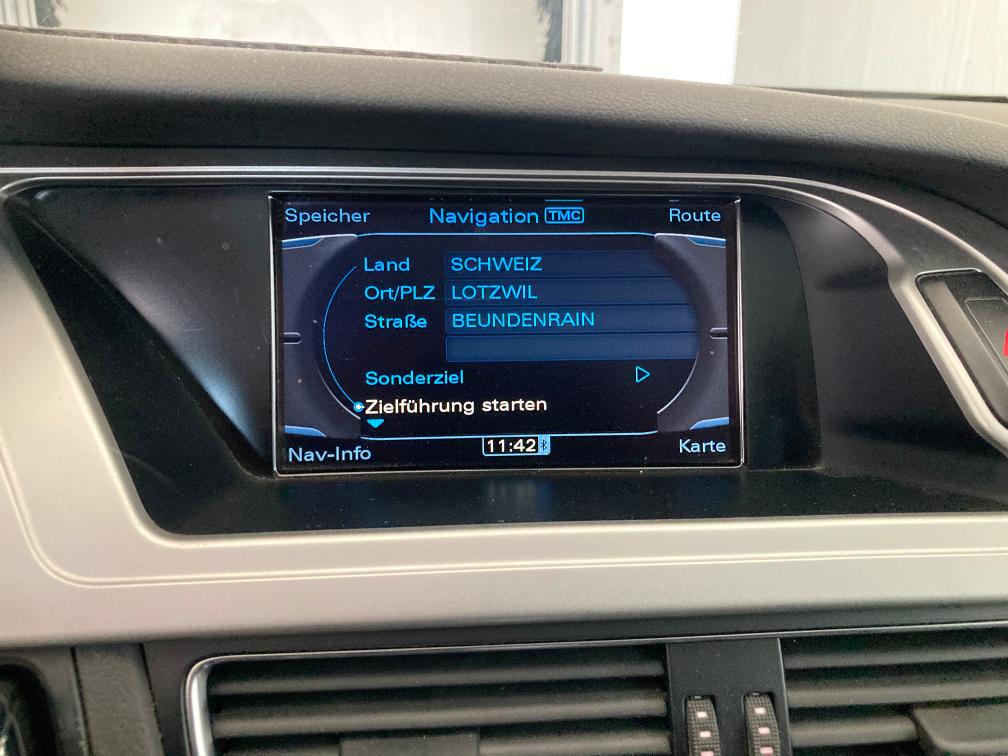 Speicher Navigation TMC Route
Land SCHWEIZ
Ort/PLZ LOTZWIL
Straße BEUNDENRAIN
Sonderziel
Zielführung starten
Nav-Info 11:42 Karte